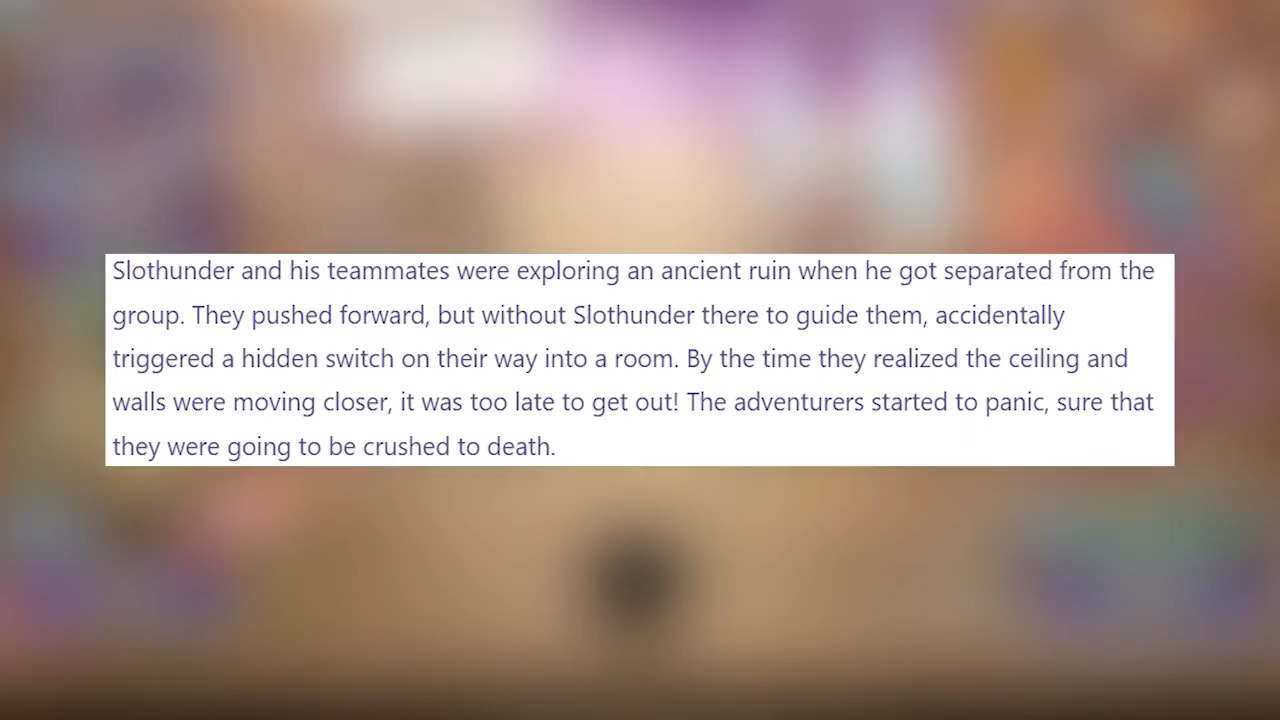 Slothunder and his teammates were exploring an ancient ruin when he got separated from the
group. They pushed forward, but without Slothunder there to guide them, accidentally
triggered a hidden switch on their way into a room. By the time they realized the ceiling and
walls were moving closer, it was too late to get out! The adventurers started to panic, sure that
they were going to be crushed to death.